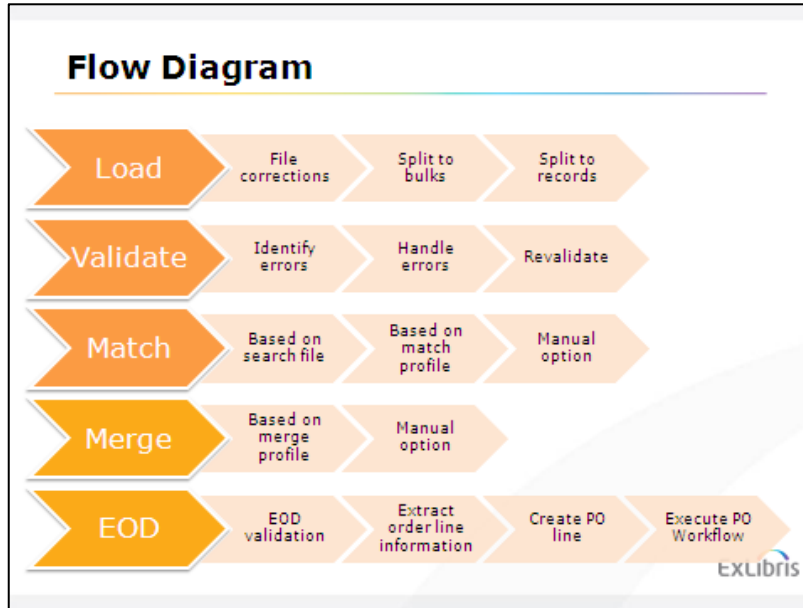 Flow Diagram
Load
File
corrections
Split to
bulks
Split to
records
Validate
Identify
errors
Handle
errors
Revalidate
Match
Based on
search file
Based on
match
profile
Manual
option
Merge
Based on
merge
profile
Manual
option
EOD
EOD
validation
Extract
order line
information
Create PO
line
Execute PO
Workflow
ExLibris